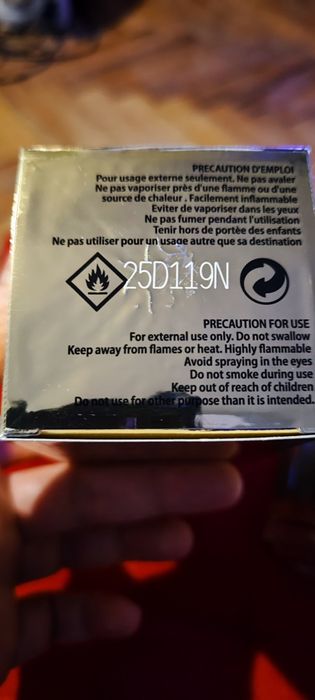 PRECAUTION D'EMPLOI
Pour usage externe seulement. Ne pas avaler
Ne pas vaporiser près d'une flamme ou d'une
source de chaleur . Facilement inflammable
Eviter de vaporiser dans les yeux
Ne pas fumer pendant l'utilisation
Tenir hors de portée des enfants
Ne pas utiliser pour un usage autre que sa destination
25D119N
PRECAUTION FOR USE
For external use only. Do not swallow
Keep away from flames or heat. Highly flammable
Avoid spraying in the eyes
Do not smoke during use
Keep out of reach of children
Do not use for other purpose than it is intended.